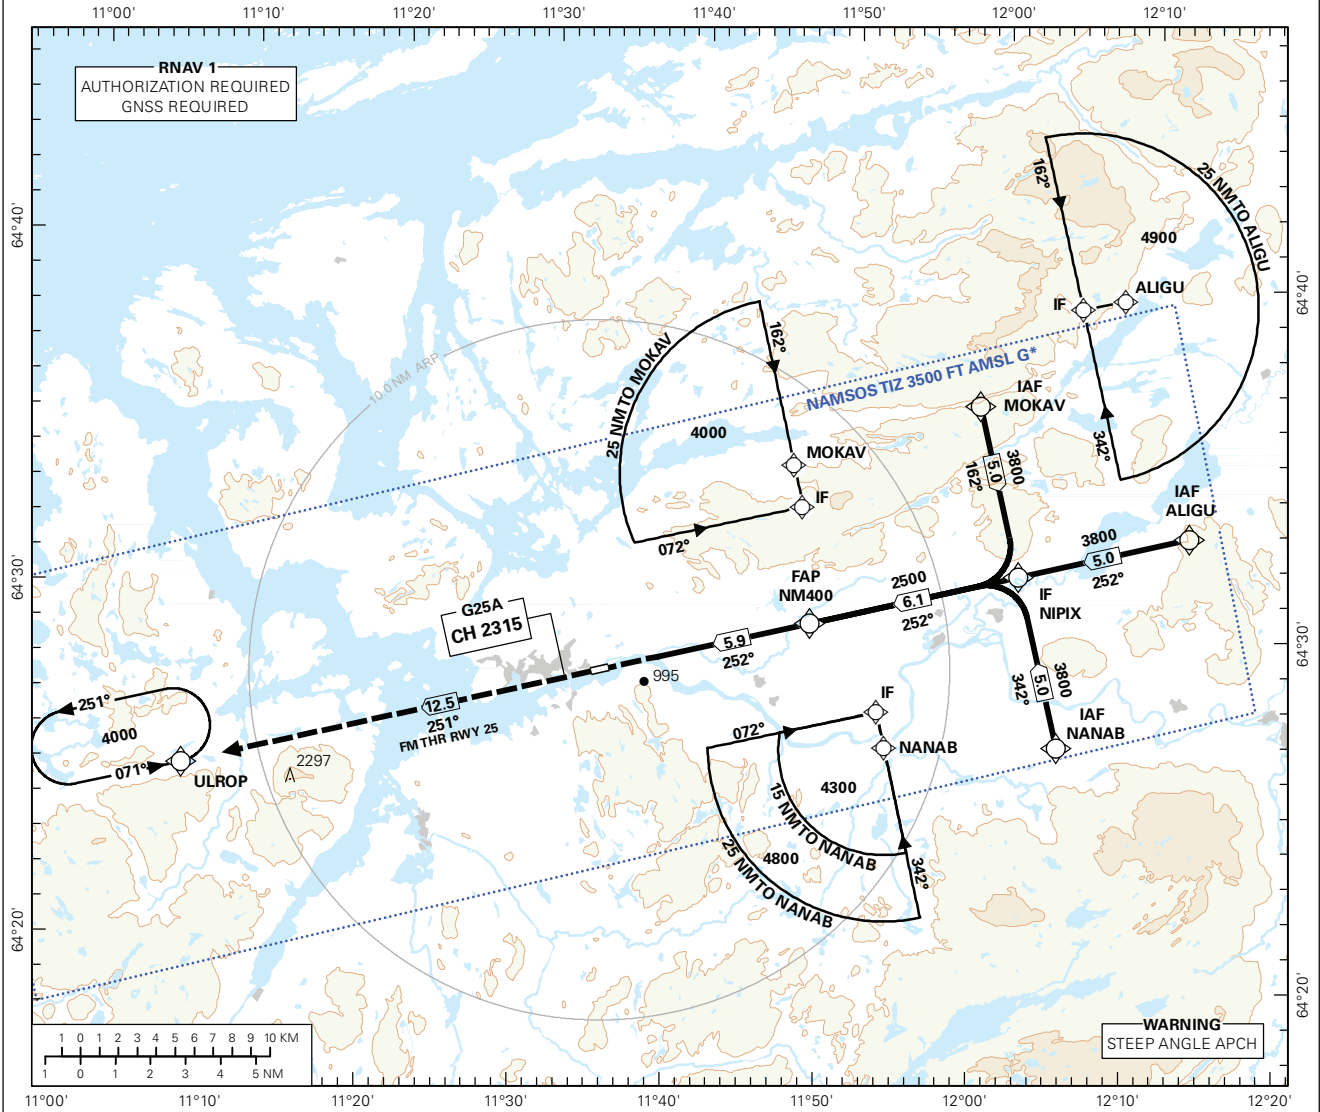 11°00'
11°10'
11°20'
11°30'
11°40'
11°50'
12°00'
12°10'
RNAV 1
AUTHORIZATION REQUIRED
GNSS REQUIRED
162°
25 NM TO ALIGU
4900
64°40'
64°40'
ALIGU
IF
162°
25 NM TO MOKAV
10.0 NM ARP
NAMSOS TIZ 3500 FT AMSL G*
IAF
MOKAV
4000
MOKAV
342°
3800
5.0
162°
IF
IAF
ALIGU
072°
3800
5.0
252°
64°30'
FAP
NM400
2500
6.1
252°
IF
NIPIX
G25A
CH 2315
5.9
252°
64°30'
995
3800
5.0
342°
IF
251°
12.5
251°
FM THR RWY 25
IAF
NANAB
4000
072°
NANAB
071°
2297
ULROP
4300
15 NM TO NANAB
4800
25 NM TO NANAB
342°
64°20'
64°20'
WARNING
STEEP ANGLE APCH
1 0 1 2 3 4 5 6 7 8 9 10 KM
1 0 1 2 3 4 5 NM
11°00'
11°10'
11°20'
11°30'
11°40'
11°50'
12°00'
12°10'
12°20'